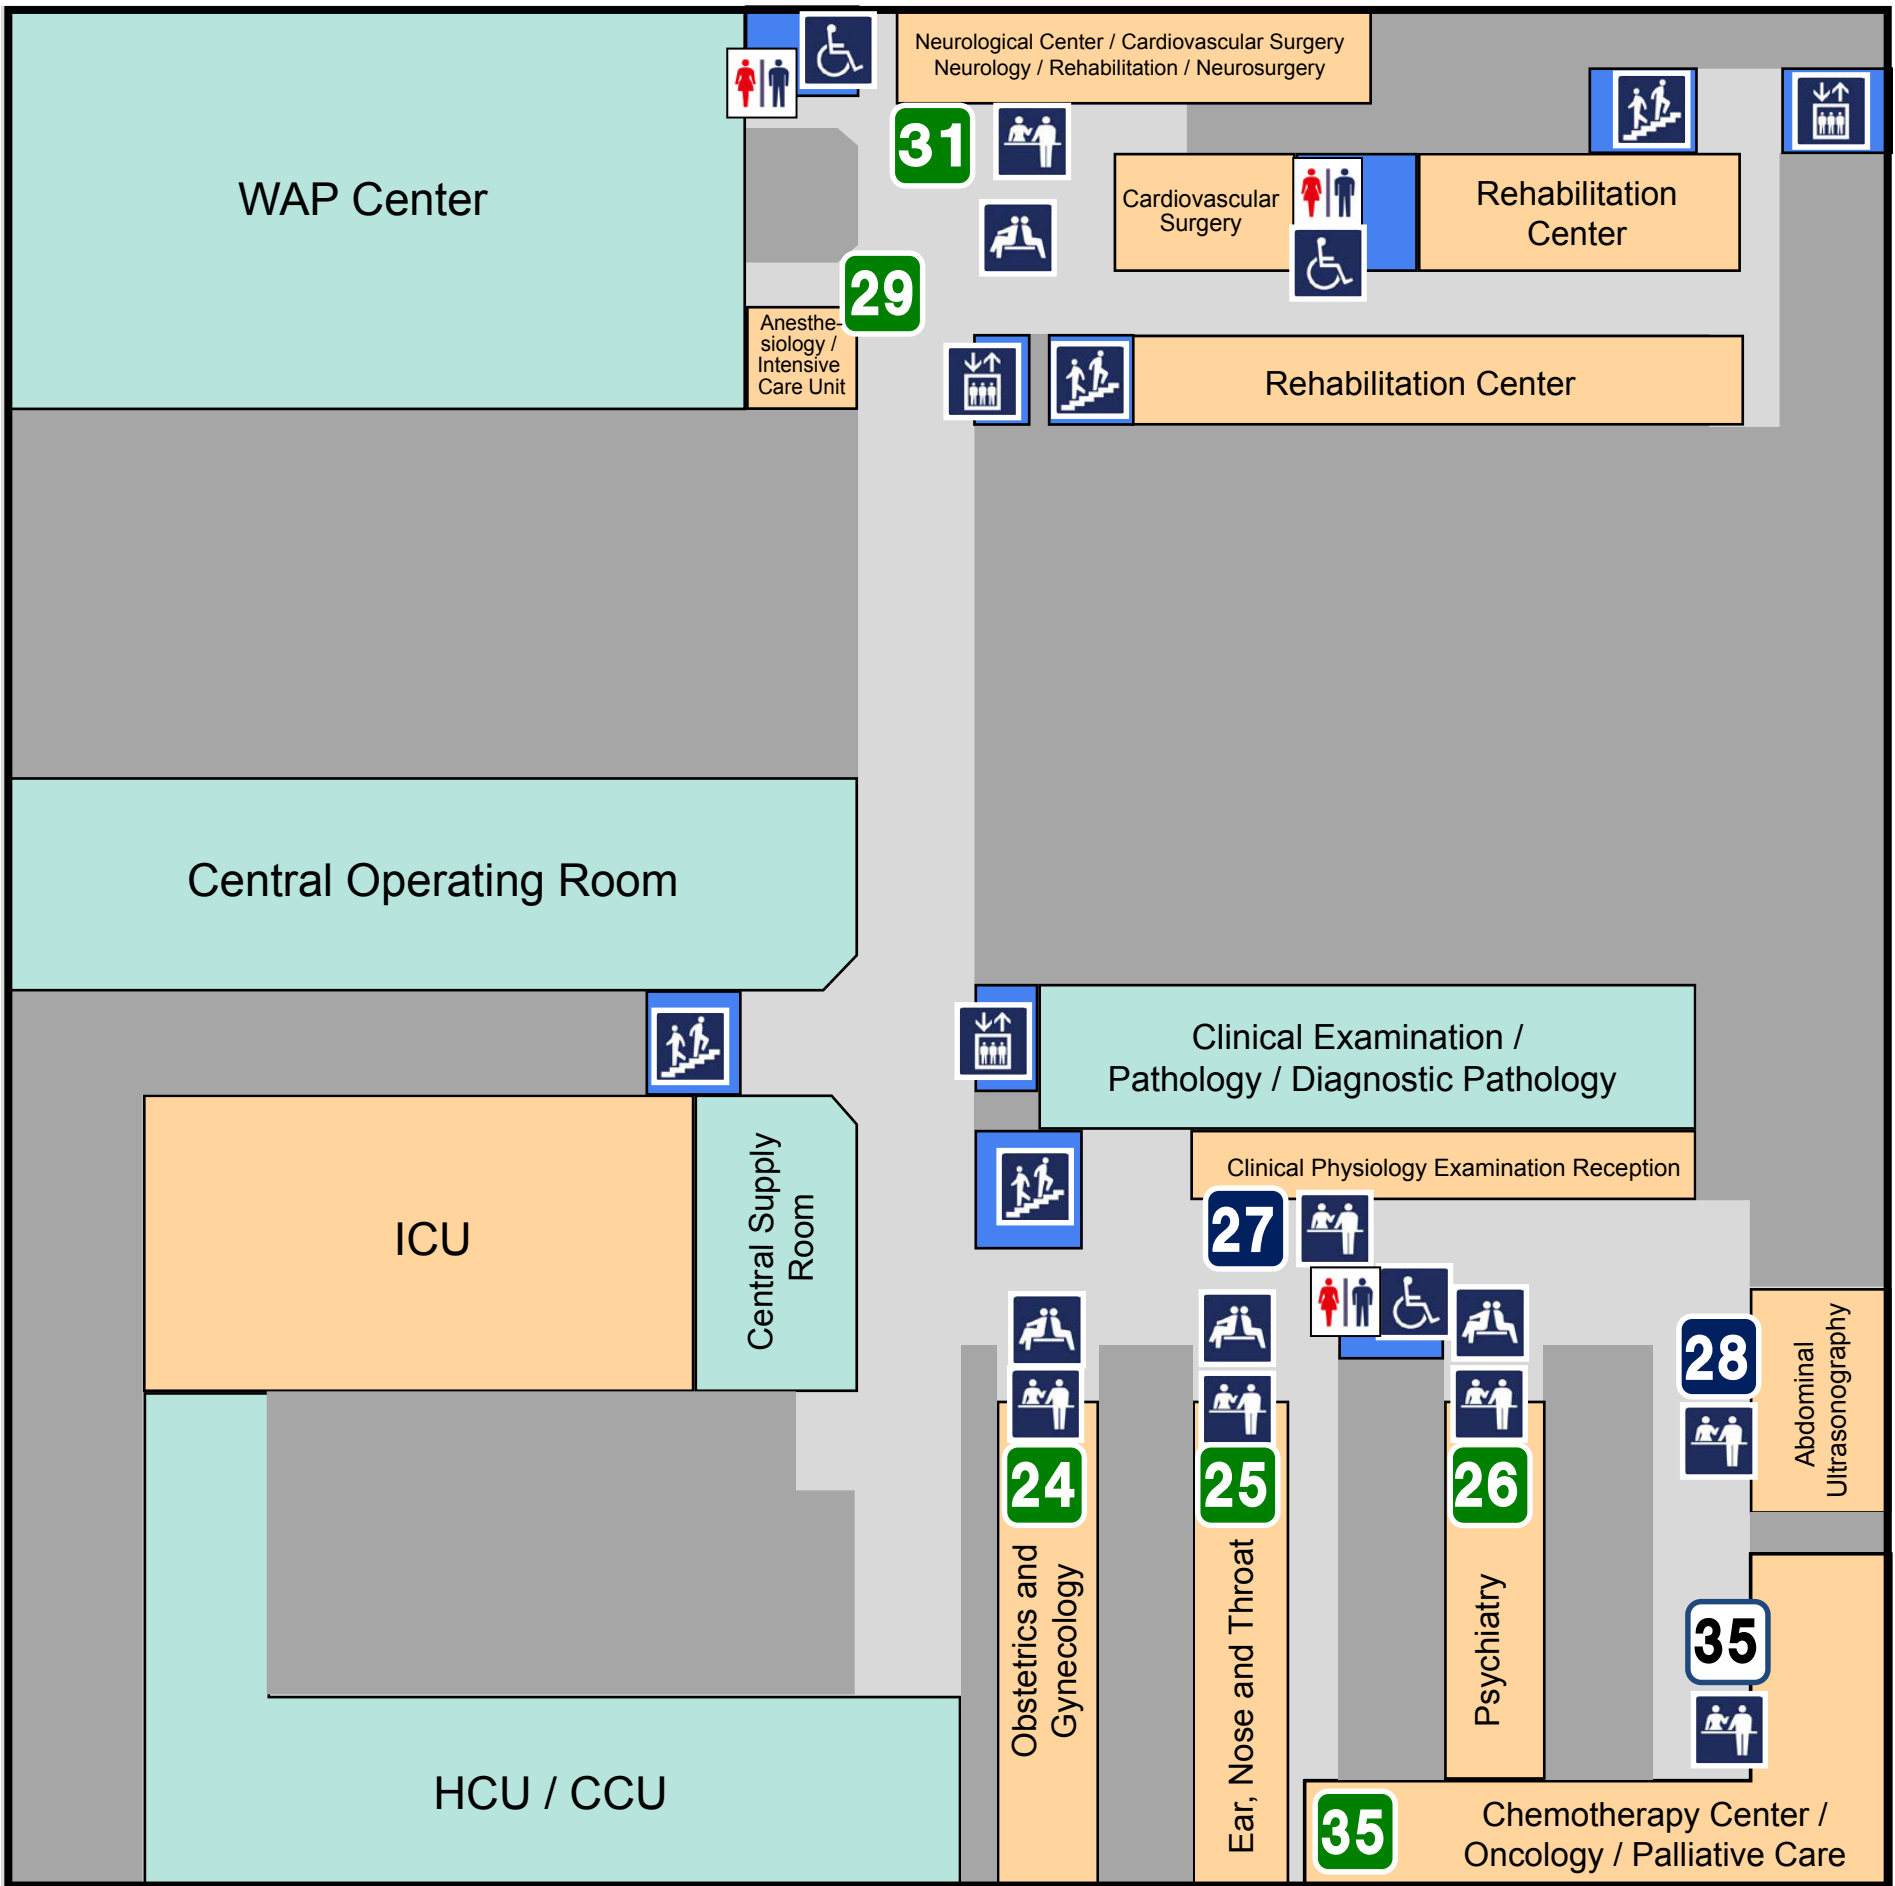 Neurological Center / Cardiovascular Surgery
Neurology / Rehabilitation / Neurosurgery
31
WAP Center
Cardiovascular
Surgery
Rehabilitation
Center
29
Anesthe-
siology /
Intensive
Care Unit
Rehabilitation Center
Central Operating Room
Clinical Examination /
Pathology / Diagnostic Pathology
Clinical Physiology Examination Reception
ICU
Central Supply
Room
27
28
Abdominal
Ultrasonography
24
25
26
Obstetrics and
Gynecology
Ear, Nose and Throat
Psychiatry
35
HCU / CCU
35
Chemotherapy Center /
Oncology / Palliative Care